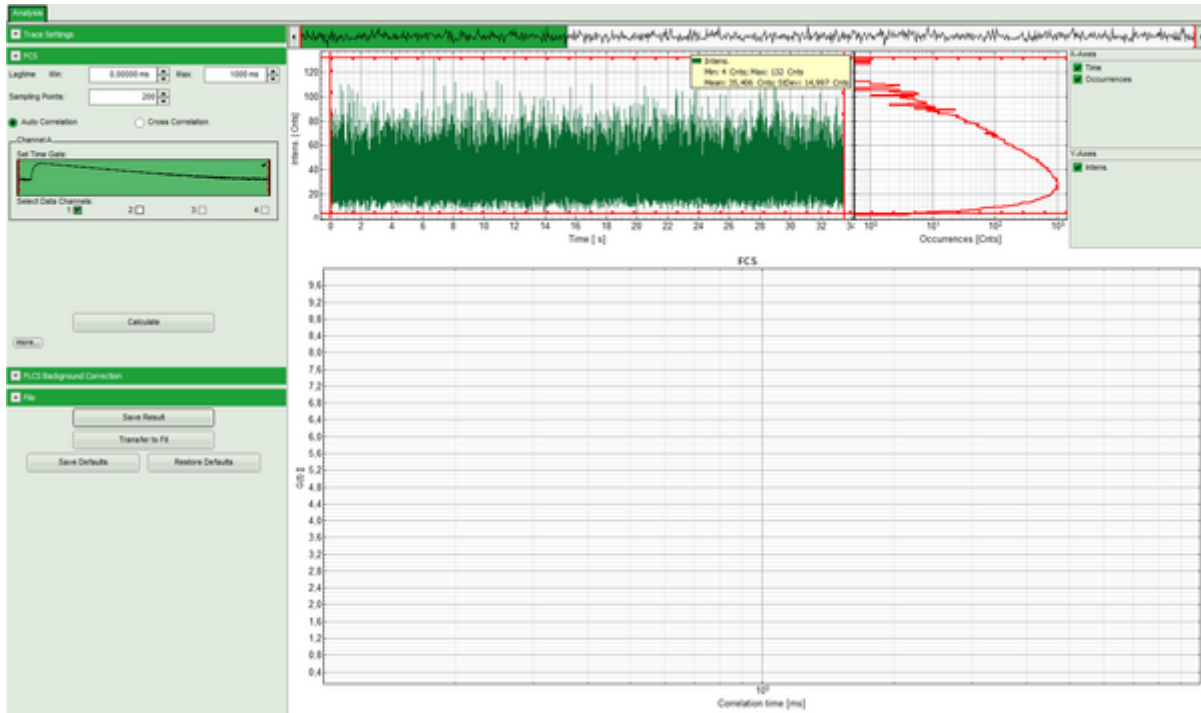 Analysis
Trace Settings
FCS
Lagtime Min: 0,00000 ms Max: 1000 ms
Sampling Points: 200
Auto Correlation Cross Correlation
Channel A
Set Time Gate:
Select Data Channels:
1 2 3 4
Calculate
more...
FLCS Background Correction
File
Save Result
Transfer to Fit
Save Defaults Restore Defaults
Intens.
Min: 4 Cnts; Max: 132 Cnts
Mean: 35,406 Cnts; StDev: 14,997 Cnts
Intens. [Cnts]
120
100
80
60
40
20
0
0 2 4 6 8 10 12 14 16 18 20 22 24 26 28 30 32
Time [s]
10⁰ 10¹ 10² 10³
Occurrences [Cnts]
X-Axes
Time
Occurrences
Y-Axes
Intens.
FCS
G(t) []
9,6
9,2
8,8
8,4
8,0
7,6
7,2
6,8
6,4
6,0
5,6
5,2
4,8
4,4
4,0
3,6
3,2
2,8
2,4
2,0
1,6
1,2
0,8
0,4
10⁰
Correlation time [ms]